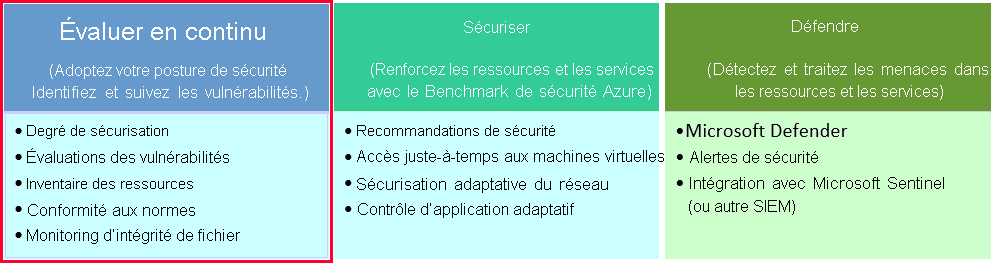 Évaluer en continu
(Adoptez votre posture de sécurité
Identifiez et suivez les vulnérabilités.)
• Degré de sécurisation
• Évaluations des vulnérabilités
• Inventaire des ressources
• Conformité aux normes
• Monitoring d'intégrité de fichier
Sécuriser
(Renforcez les ressources et les services
avec le Benchmark de sécurité Azure)
• Recommandations de sécurité
• Accès juste-à-temps aux machines virtuelles
• Sécurisation adaptative du réseau
• Contrôle d'application adaptatif
Défendre
(Détectez et traitez les menaces dans
les ressources et les services)
• Microsoft Defender
• Alertes de sécurité
• Intégration avec Microsoft Sentinel
(ou autre SIEM)